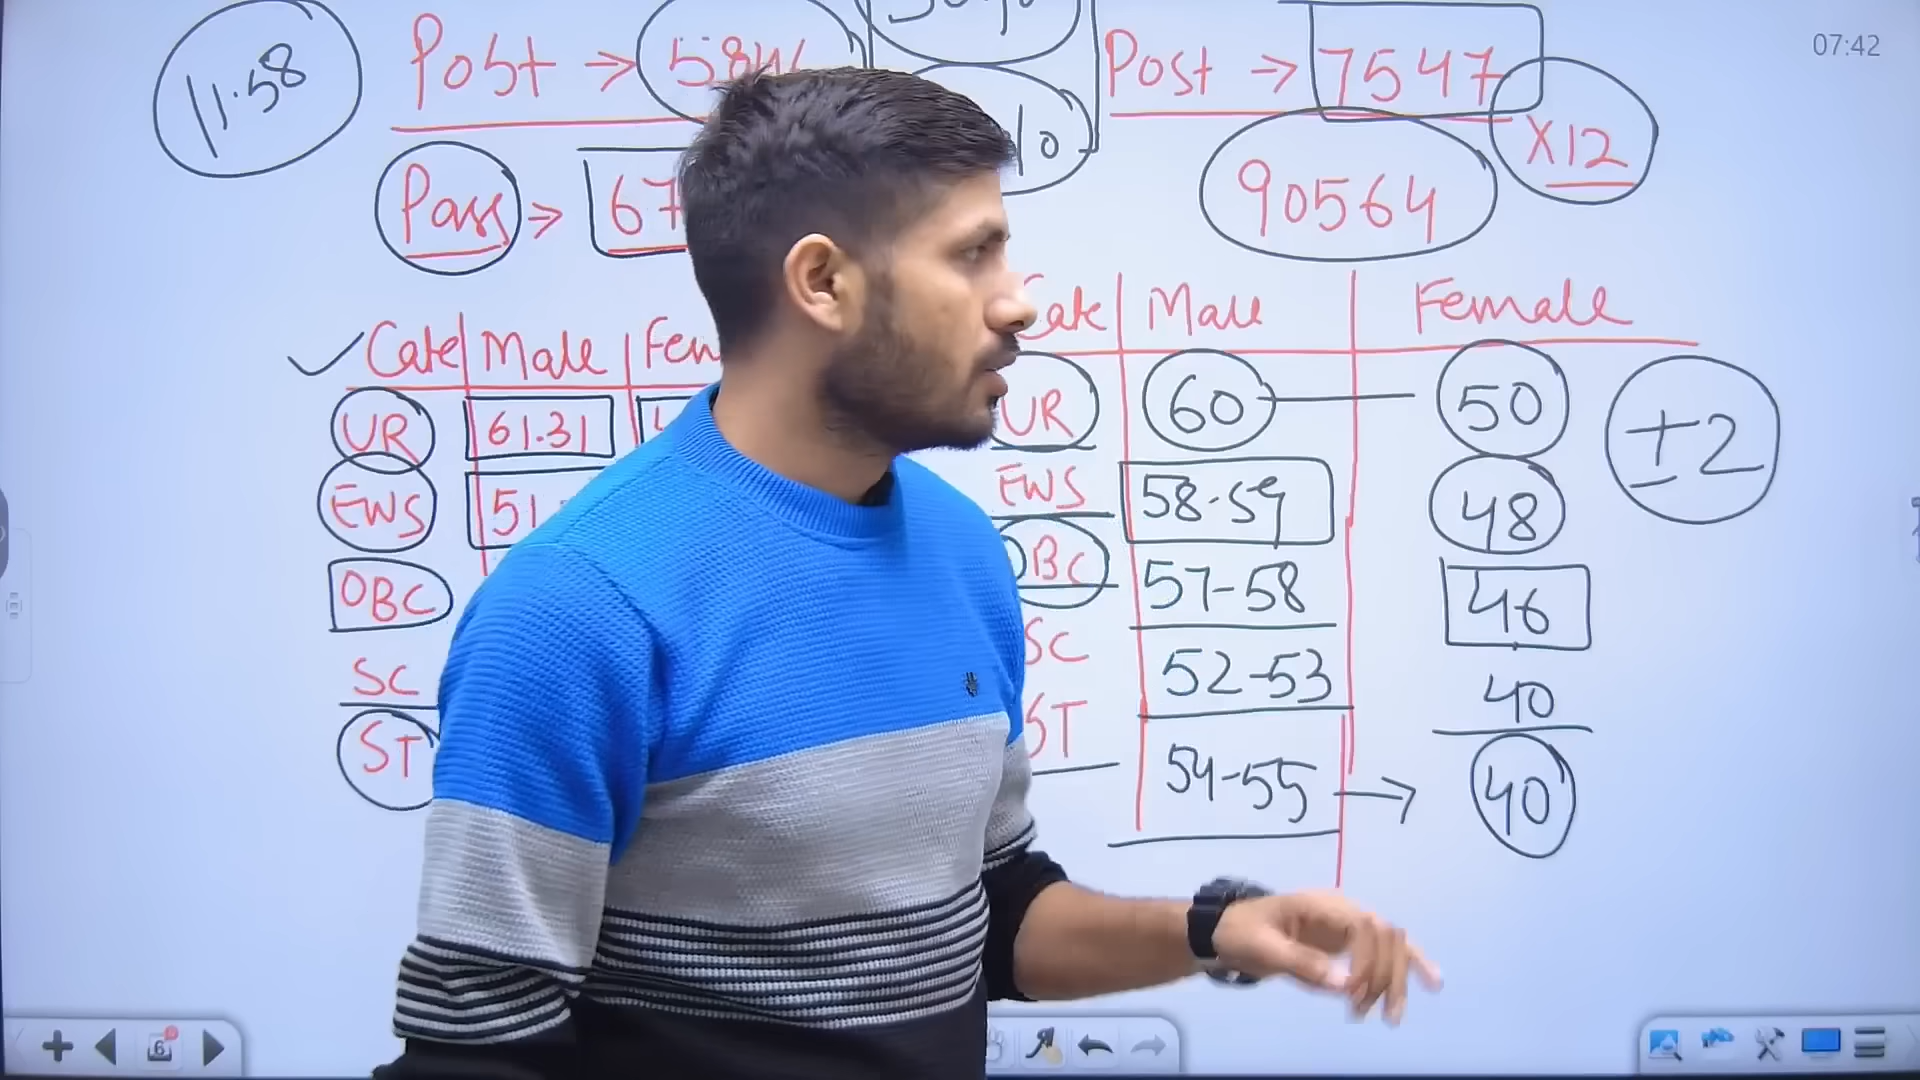 11.58
Post → 5846
Post → 7547
×12
07:42
Pass → 67
90564
Cate Male Fem
UR 61.31
EWS 51.
OBC
SC
ST
Cate Male Female
UR 60 50 ±2
EWS 58-59 48
OBC 57-58 46
SC 52-53 40
ST 54-55 → 40
6